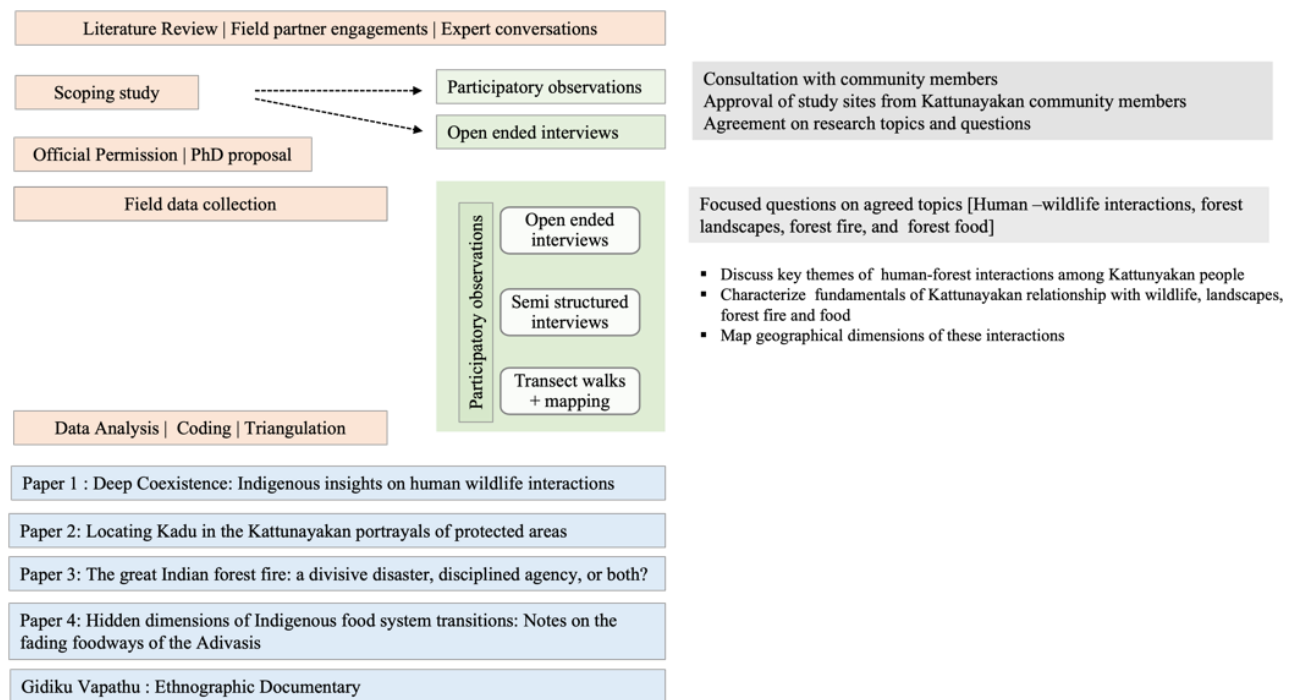 Literature Review | Field partner engagements | Expert conversations
Scoping study
Participatory observations
Open ended interviews
Consultation with community members
Approval of study sites from Kattunayakan community members
Agreement on research topics and questions
Official Permission | PhD proposal
Field data collection
Participatory observations
Open ended
interviews
Semi structured
interviews
Transect walks
+ mapping
Focused questions on agreed topics [Human –wildlife interactions, forest
landscapes, forest fire, and forest food]
▪ Discuss key themes of human-forest interactions among Kattunyakan people
▪ Characterize fundamentals of Kattunayakan relationship with wildlife, landscapes,
forest fire and food
▪ Map geographical dimensions of these interactions
Data Analysis | Coding | Triangulation
Paper 1 : Deep Coexistence: Indigenous insights on human wildlife interactions
Paper 2: Locating Kadu in the Kattunayakan portrayals of protected areas
Paper 3: The great Indian forest fire: a divisive disaster, disciplined agency, or both?
Paper 4: Hidden dimensions of Indigenous food system transitions: Notes on the
fading foodways of the Adivasis
Gidiku Vapathu : Ethnographic Documentary